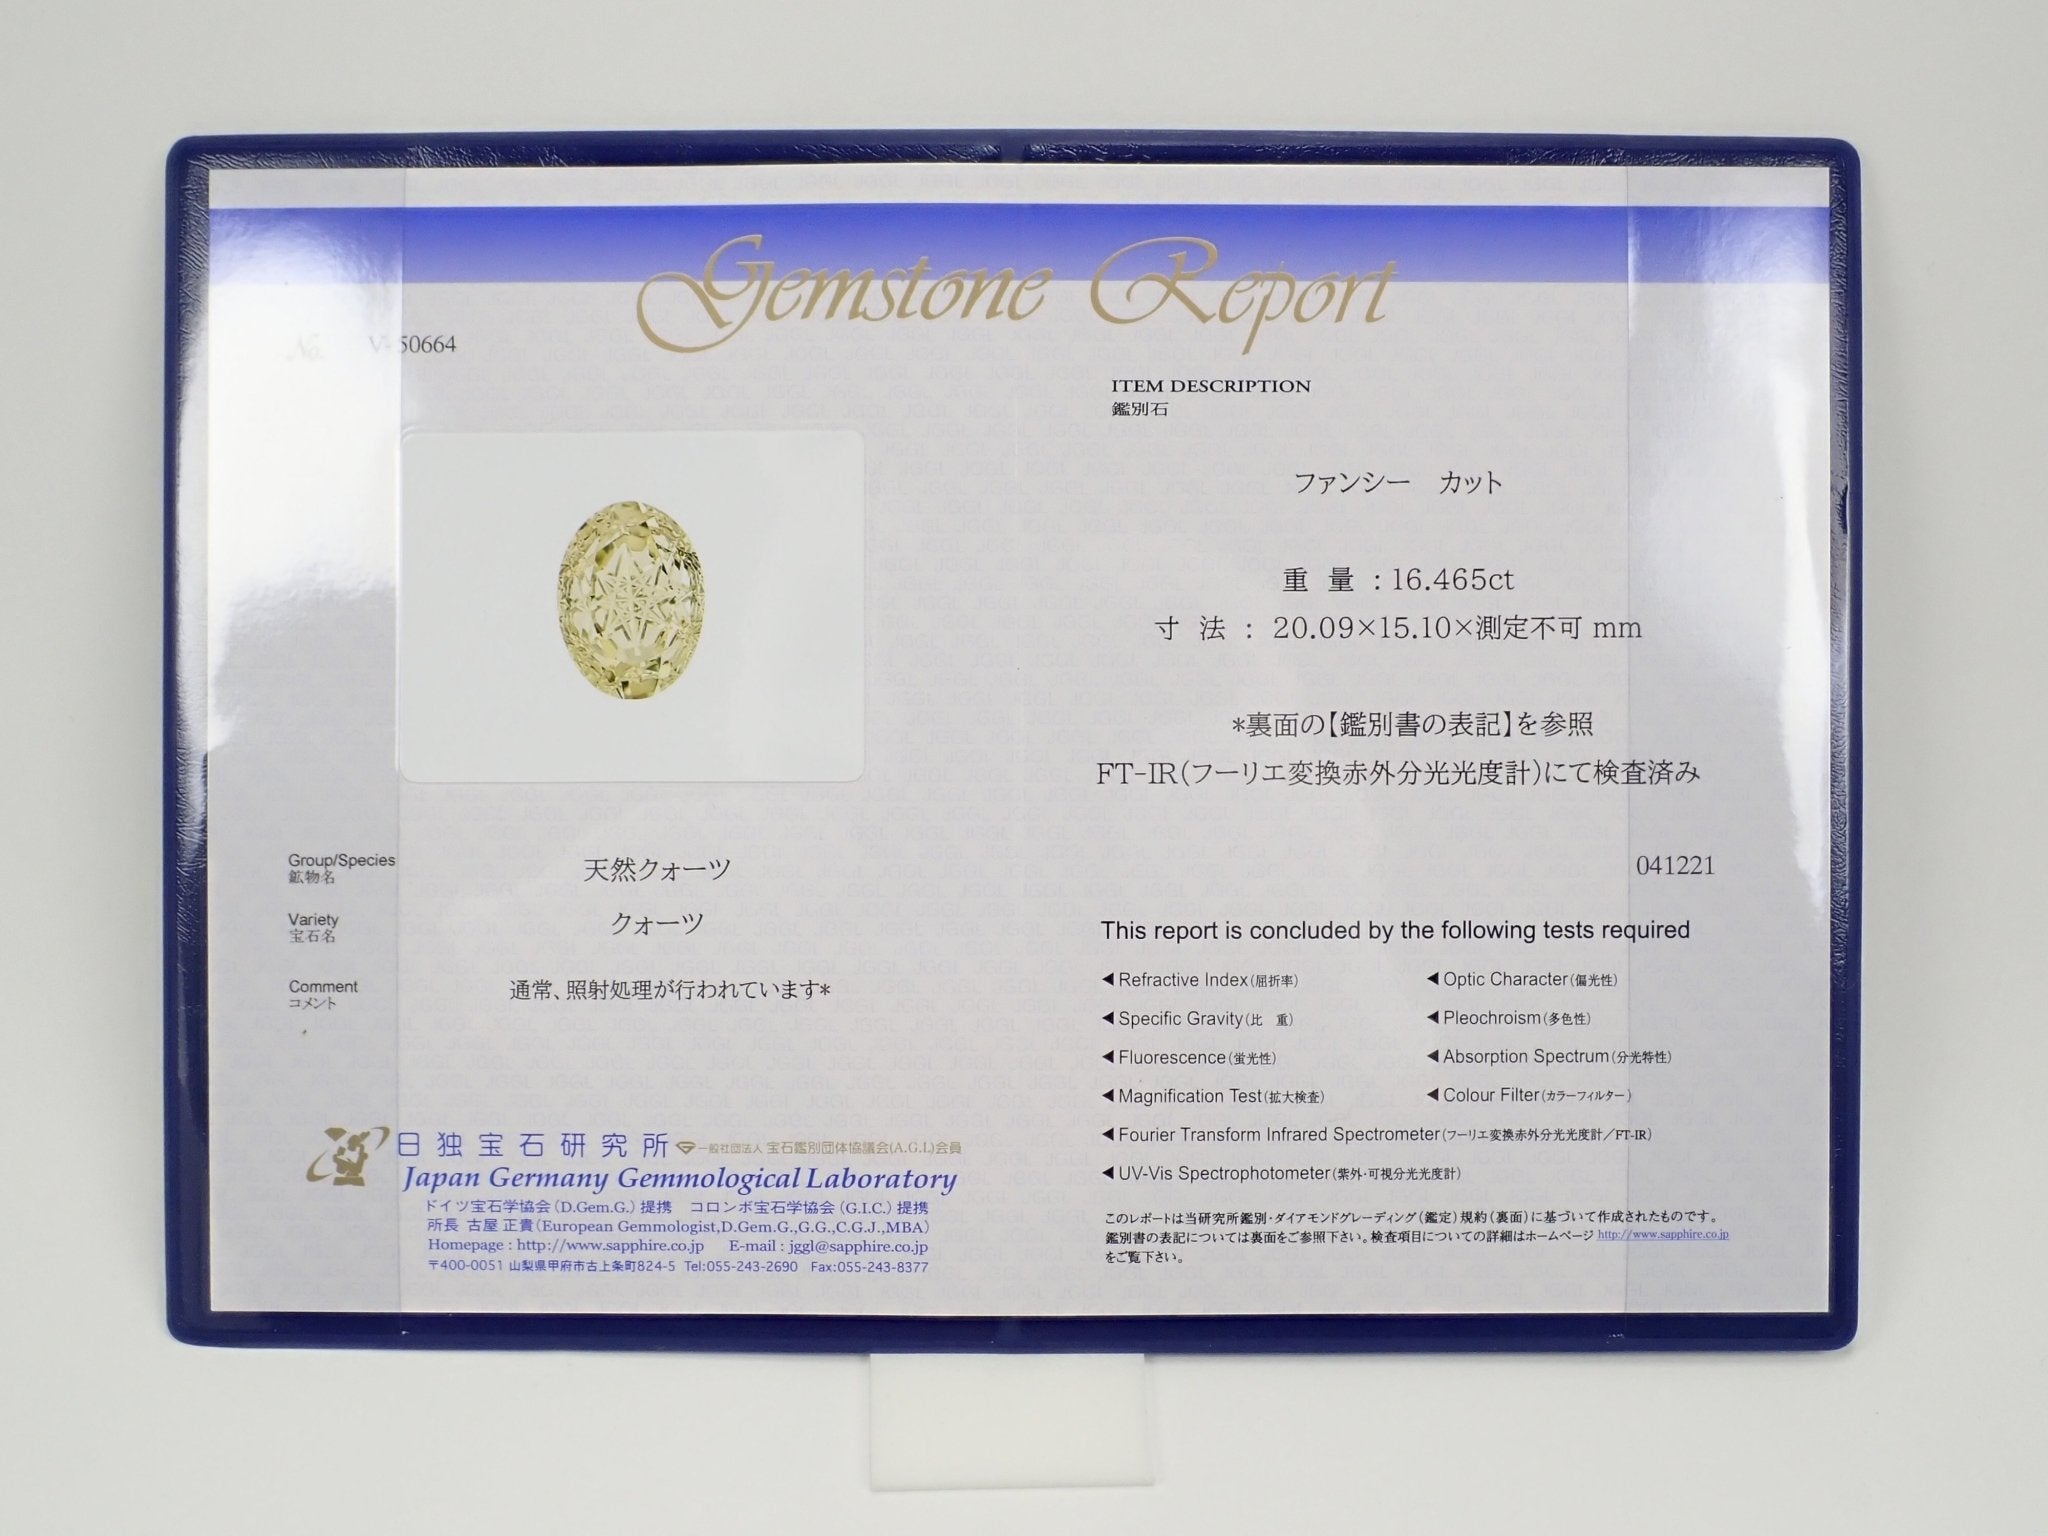 Gemstone Report
No. V-50664
ITEM DESCRIPTION
鑑別石
ファンシー カット
重 量 : 16.465ct
寸 法 : 20.09×15.10×測定不可 mm
*裏面の【鑑別書の表記】を参照
FT-IR(フーリエ変換赤外分光光度計)にて検査済み
041221
Group/Species
鉱物名
天然クォーツ
Variety
宝石名
クォーツ
Comment
コメント
通常、照射処理が行われています*
日独宝石研究所 一般社団法人 宝石鑑別団体協議会(A.G.L)会員
Japan Germany Gemmological Laboratory
ドイツ宝石学協会(D.Gem.G.)提携 コロンボ宝石学協会(G.I.C.)提携
所長 古屋 正貴(European Gemmologist,D.Gem.G.,G.G.,C.G.J.,MBA)
Homepage : http://www.sapphire.co.jp E-mail : jggl@sapphire.co.jp
〒400-0051 山梨県甲府市古上条町824-5 Tel:055-243-2690 Fax:055-243-8377
This report is concluded by the following tests required
◀Refractive Index(屈折率) ◀Optic Character(偏光性)
◀Specific Gravity(比 重) ◀Pleochroism(多色性)
◀Fluorescence(蛍光性) ◀Absorption Spectrum(分光特性)
◀Magnification Test(拡大検査) ◀Colour Filter(カラーフィルター)
◀Fourier Transform Infrared Spectrometer(フーリエ変換赤外分光光度計/FT-IR)
◀UV-Vis Spectrophotometer(紫外・可視分光光度計)
このレポートは当研究所鑑別・ダイアモンドグレーディング(鑑定)規約(裏面)に基づいて作成されたものです。
鑑別書の表記については裏面をご参照下さい。検査項目についての詳細はホームページ http://www.sapphire.co.jp
をご覧下さい。